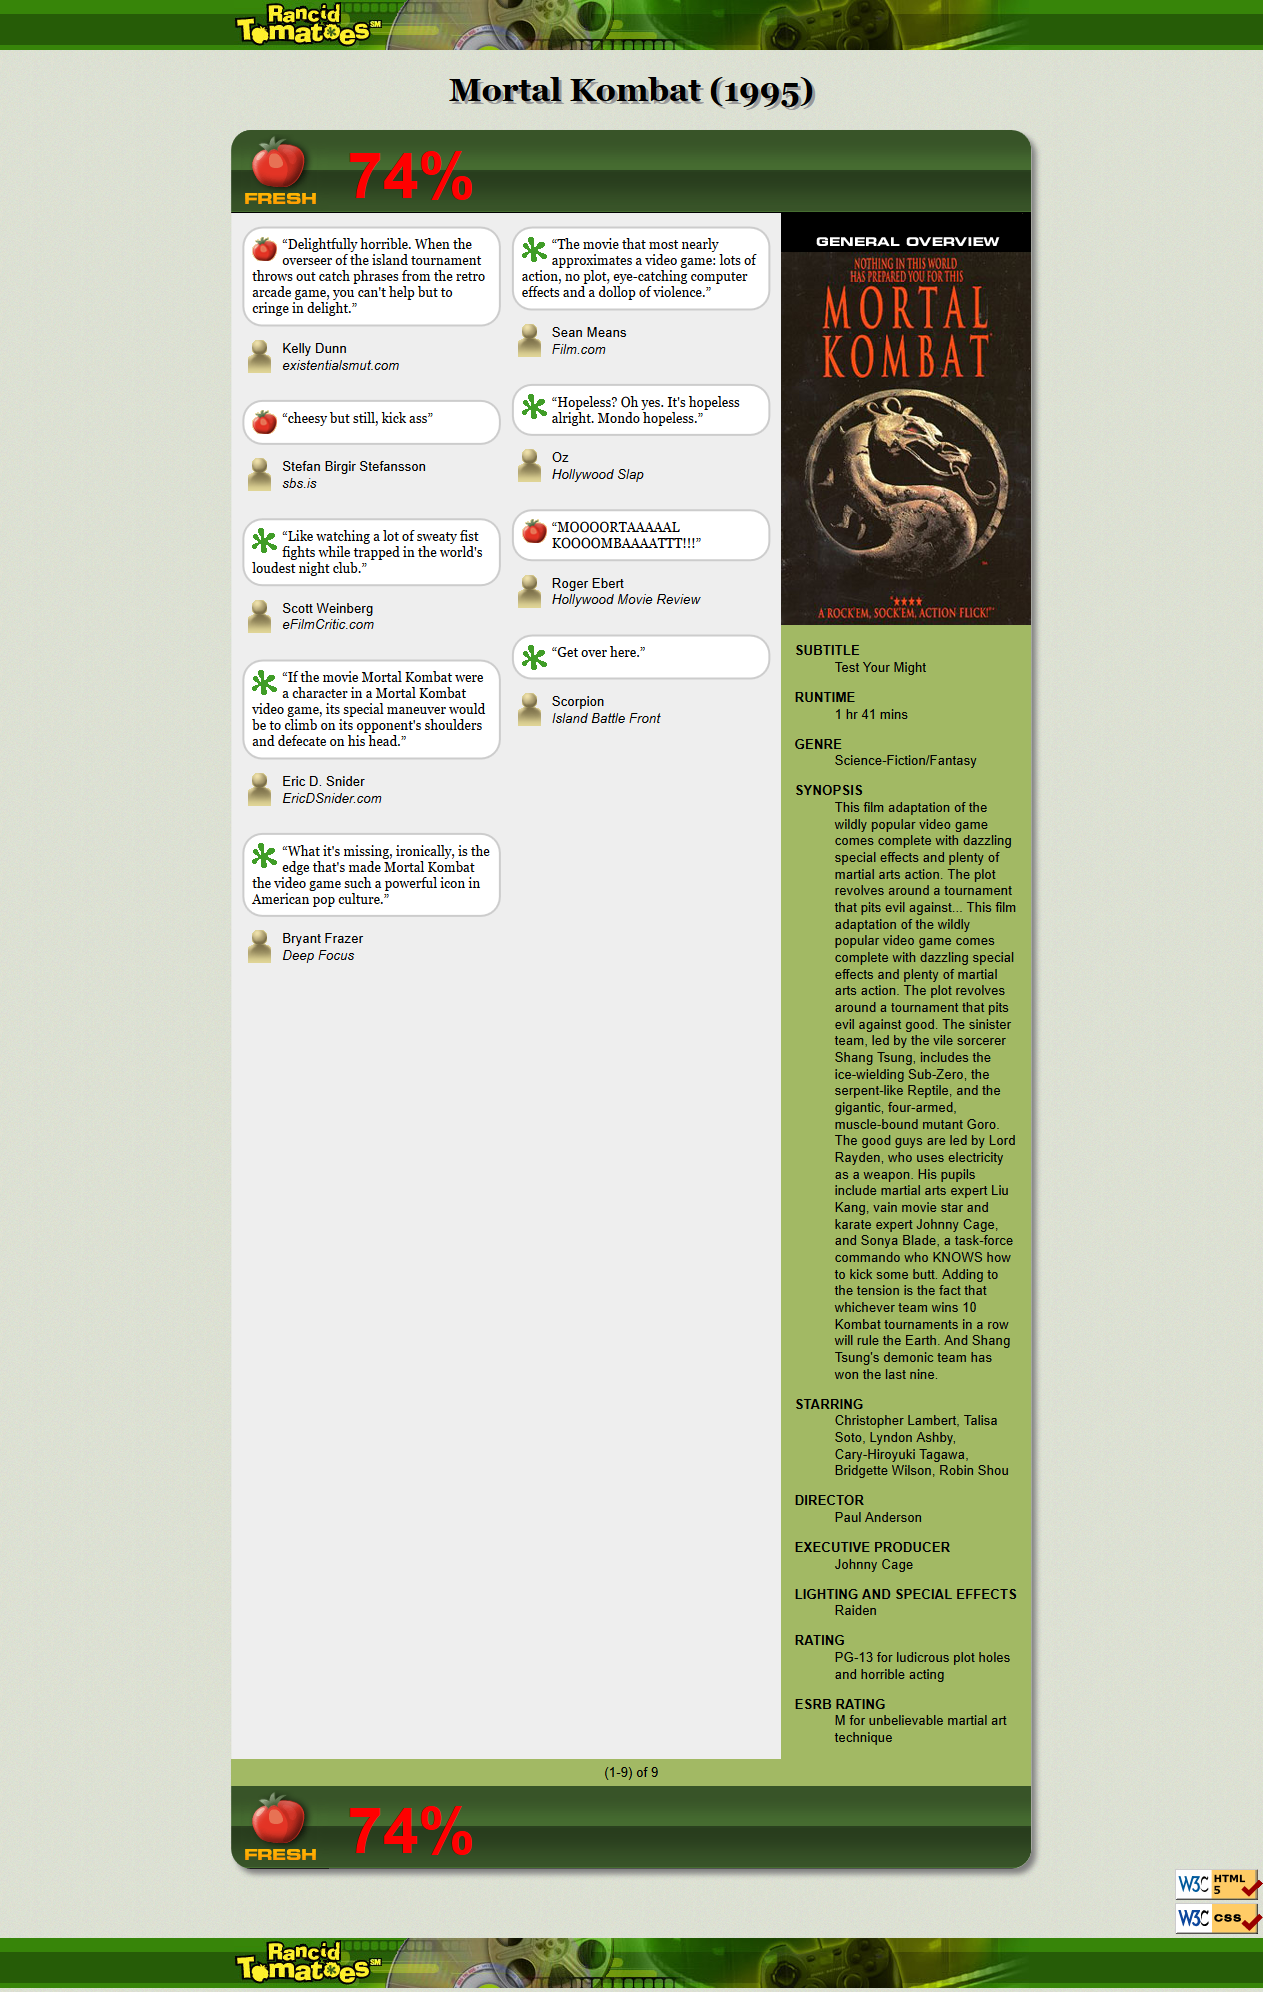 Rancid
Tomatoes SM
Mortal Kombat (1995)
FRESH
74%
“Delightfully horrible. When the
overseer of the island tournament
throws out catch phrases from the retro
arcade game, you can't help but to
cringe in delight.”
Kelly Dunn
existentialsmut.com
“cheesy but still, kick ass”
Stefan Birgir Stefansson
sbs.is
“Like watching a lot of sweaty fist
fights while trapped in the world's
loudest night club.”
Scott Weinberg
eFilmCritic.com
“If the movie Mortal Kombat were
a character in a Mortal Kombat
video game, its special maneuver would
be to climb on its opponent's shoulders
and defecate on his head.”
Eric D. Snider
EricDSnider.com
“What it's missing, ironically, is the
edge that's made Mortal Kombat
the video game such a powerful icon in
American pop culture.”
Bryant Frazer
Deep Focus
“The movie that most nearly
approximates a video game: lots of
action, no plot, eye-catching computer
effects and a dollop of violence.”
Sean Means
Film.com
“Hopeless? Oh yes. It's hopeless
alright. Mondo hopeless.”
Oz
Hollywood Slap
“MOOOORTAAAAAL
KOOOOMBAAAATTT!!!”
Roger Ebert
Hollywood Movie Review
“Get over here.”
Scorpion
Island Battle Front
GENERAL OVERVIEW
NOTHING IN THIS WORLD
HAS PREPARED YOU FOR THIS
MORTAL
KOMBAT
™
"★★★★
A ROCK'EM, SOCK'EM, ACTION FLICK!"
SUBTITLE
Test Your Might
RUNTIME
1 hr 41 mins
GENRE
Science-Fiction/Fantasy
SYNOPSIS
This film adaptation of the
wildly popular video game
comes complete with dazzling
special effects and plenty of
martial arts action. The plot
revolves around a tournament
that pits evil against... This film
adaptation of the wildly
popular video game comes
complete with dazzling special
effects and plenty of martial
arts action. The plot revolves
around a tournament that pits
evil against good. The sinister
team, led by the vile sorcerer
Shang Tsung, includes the
ice-wielding Sub-Zero, the
serpent-like Reptile, and the
gigantic, four-armed,
muscle-bound mutant Goro.
The good guys are led by Lord
Rayden, who uses electricity
as a weapon. His pupils
include martial arts expert Liu
Kang, vain movie star and
karate expert Johnny Cage,
and Sonya Blade, a task-force
commando who KNOWS how
to kick some butt. Adding to
the tension is the fact that
whichever team wins 10
Kombat tournaments in a row
will rule the Earth. And Shang
Tsung's demonic team has
won the last nine.
STARRING
Christopher Lambert, Talisa
Soto, Lyndon Ashby,
Cary-Hiroyuki Tagawa,
Bridgette Wilson, Robin Shou
DIRECTOR
Paul Anderson
EXECUTIVE PRODUCER
Johnny Cage
LIGHTING AND SPECIAL EFFECTS
Raiden
RATING
PG-13 for ludicrous plot holes
and horrible acting
ESRB RATING
M for unbelievable martial art
technique
(1-9) of 9
FRESH
74%
W3C HTML 5
W3C CSS
Rancid
Tomatoes SM